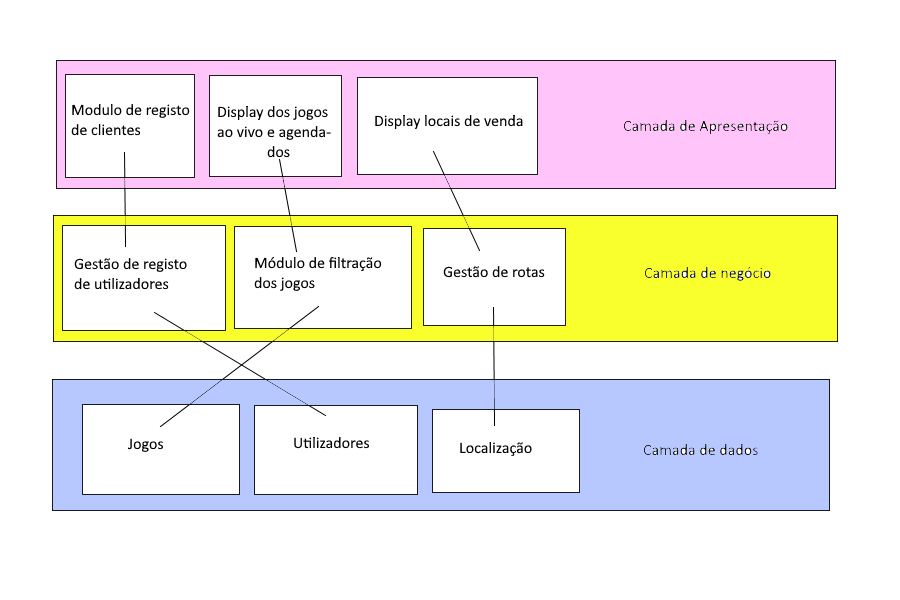 Modulo de registo
de clientes
Display dos jogos
ao vivo e agenda-
dos
Display locais de venda
Camada de Apresentação
Gestão de registo
de utilizadores
Módulo de filtração
dos jogos
Gestão de rotas
Camada de negócio
Jogos
Utilizadores
Localização
Camada de dados